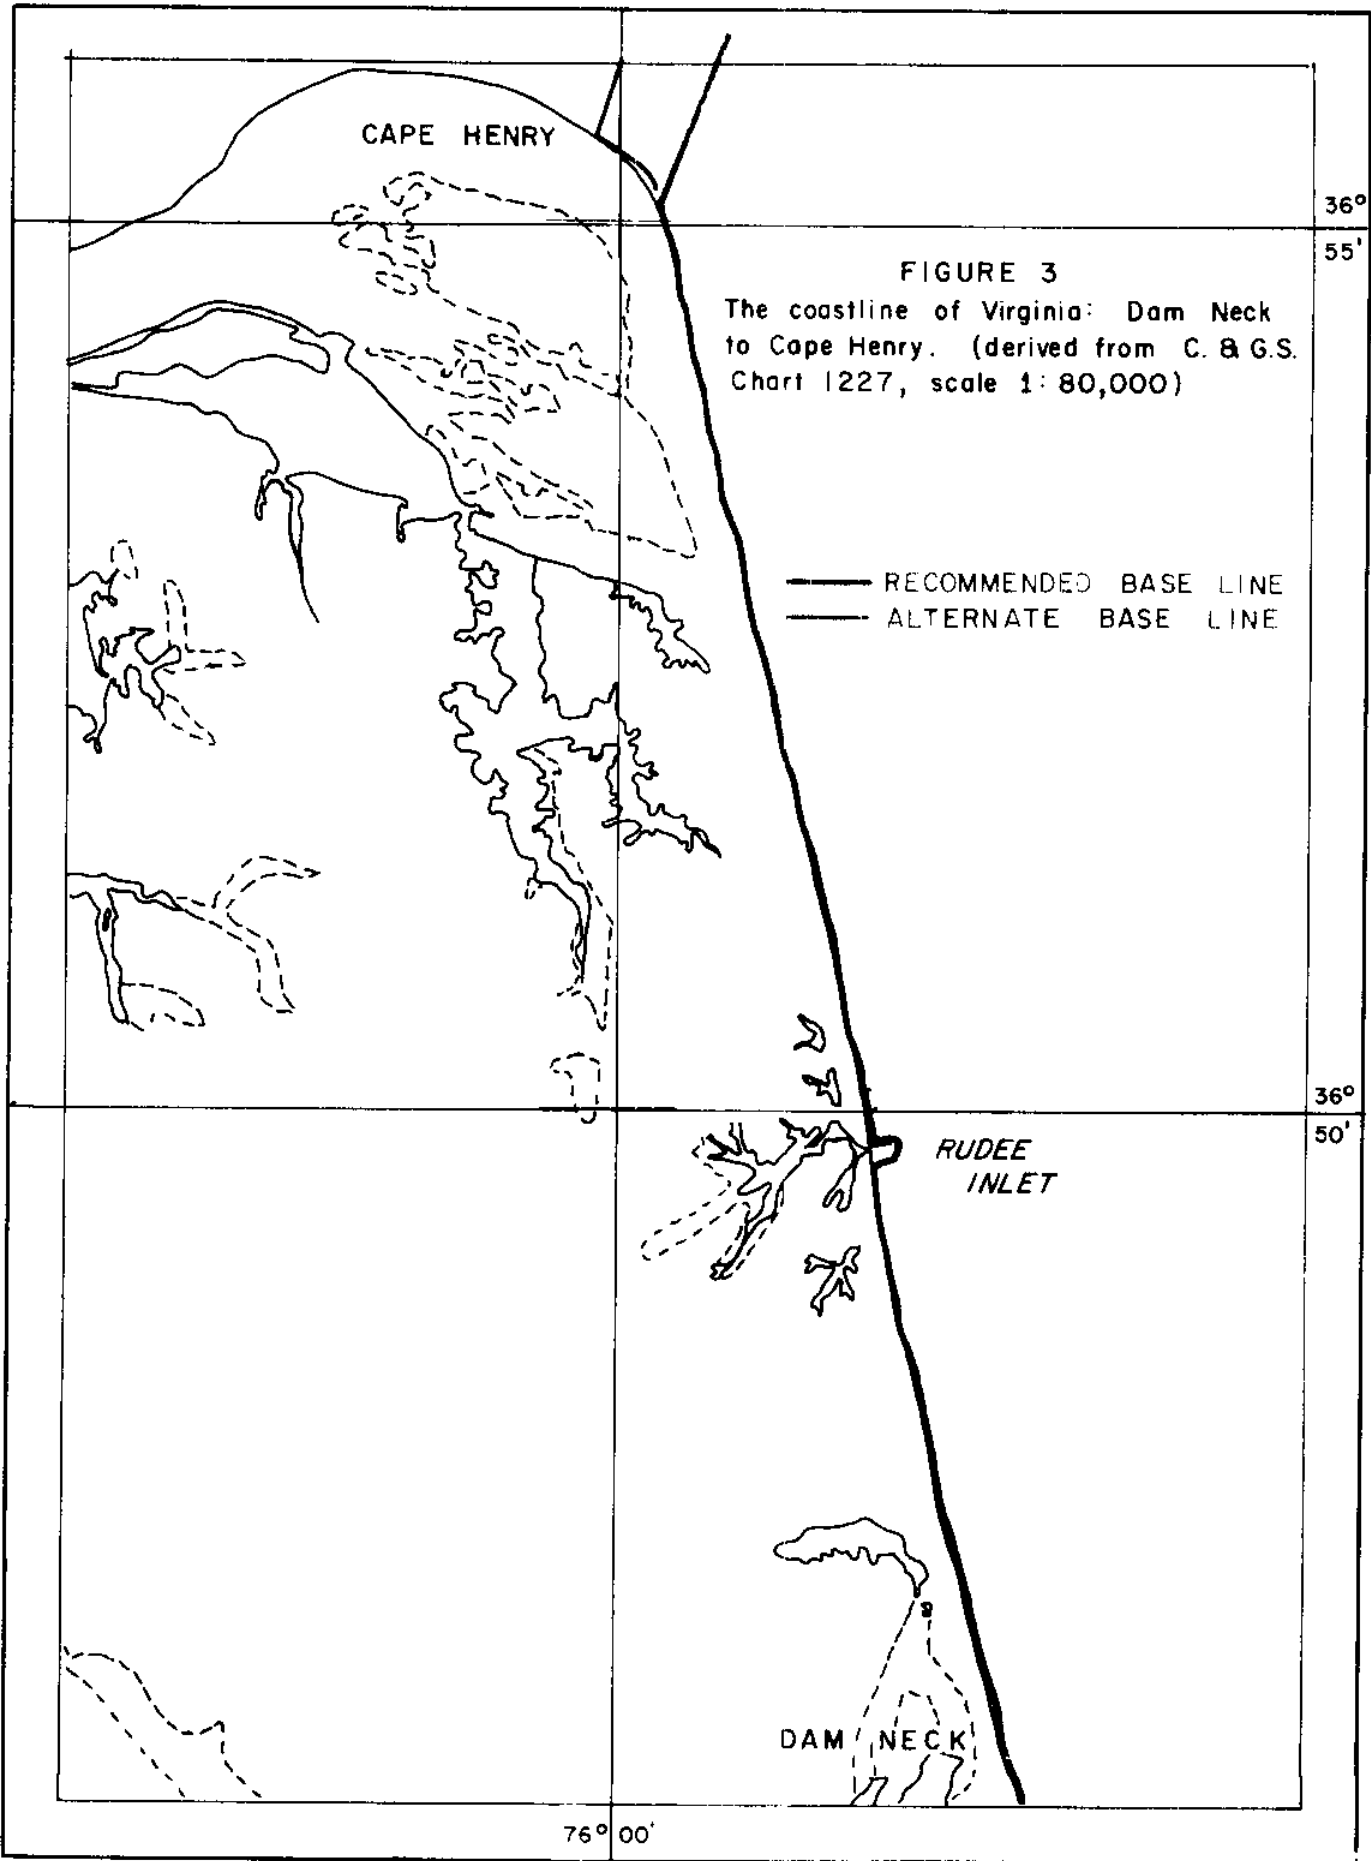 CAPE HENRY
36°
55'
FIGURE 3
The coastline of Virginia: Dam Neck
to Cape Henry. (derived from C. & G.S.
Chart 1227, scale 1:80,000)
RECOMMENDED BASE LINE
ALTERNATE BASE LINE
36°
50'
RUDEE
INLET
DAM NECK
76°00'